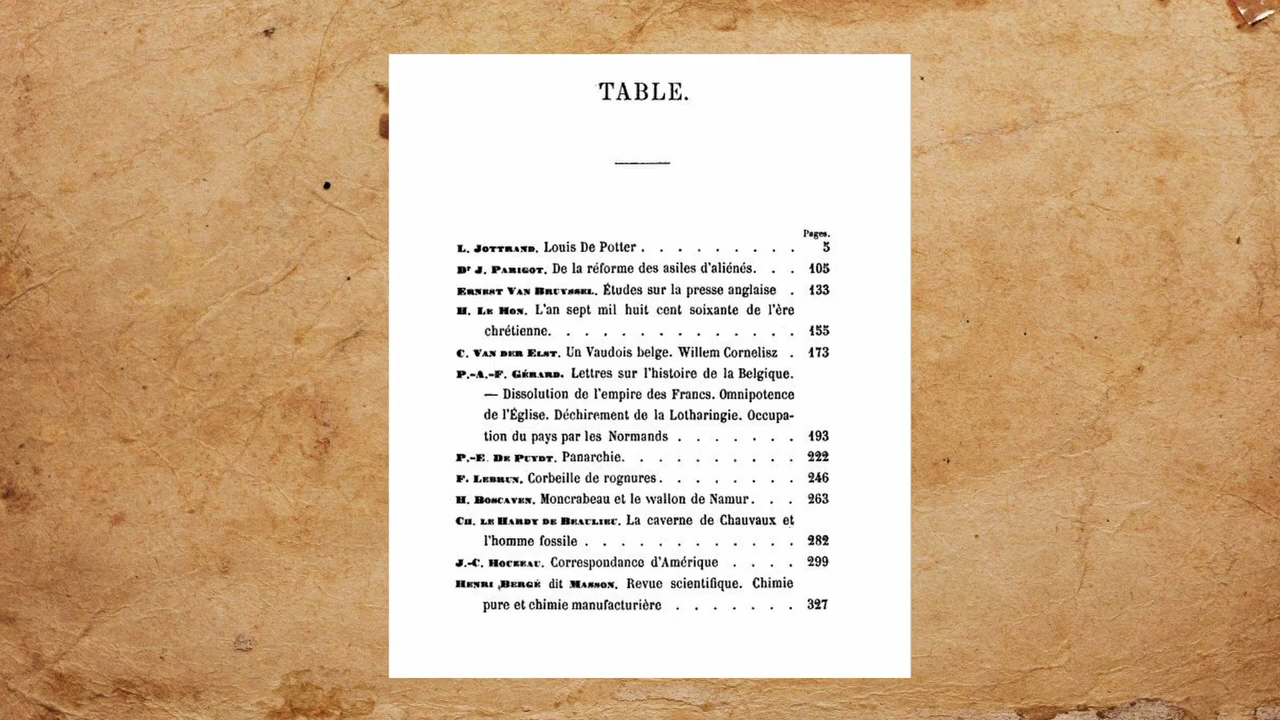 TABLE.
Pages.
L. JOTTRAND. Louis De Potter . . . . . . . . . 5
Dr J. PARIGOT. De la réforme des asiles d'aliénés. . . 105
ERNEST VAN BRUYSSEL. Études sur la presse anglaise . 133
H. LE HON. L'an sept mil huit cent soixante de l'ère
chrétienne. . . . . . . . . . . . . 155
C. VAN DER ELST. Un Vaudois belge. Willem Cornelisz . 173
P.-A.-F. GÉRARD. Lettres sur l'histoire de la Belgique.
— Dissolution de l'empire des Francs. Omnipotence
de l'Église. Déchirement de la Lotharingie. Occupa-
tion du pays par les Normands . . . . . . . 193
P.-E. DE PUYDT. Panarchie. . . . . . . . . . 222
F. LEBRUN. Corbeille de rognures . . . . . . . . 246
H. BOSCAVEN. Moncrabeau et le wallon de Namur . . . 263
CH. LE HARDY DE BEAULIEU. La caverne de Chauvaux et
l'homme fossile . . . . . . . . . . . . 282
J.-C. HOUZEAU. Correspondance d'Amérique . . . . 299
HENRI BERGÉ dit MASSON. Revue scientifique. Chimie
pure et chimie manufacturière . . . . . . . 327